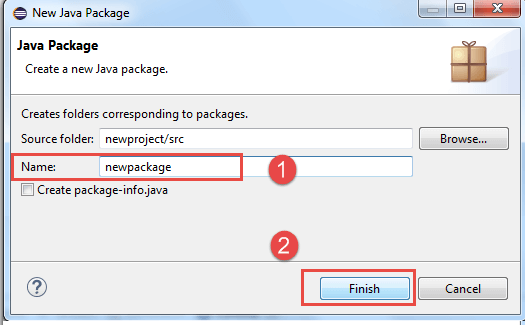 New Java Package
Java Package
Create a new Java package.
Creates folders corresponding to packages.
Source folder: newproject/src Browse...
Name: newpackage 1
Create package-info.java
2
? Finish Cancel